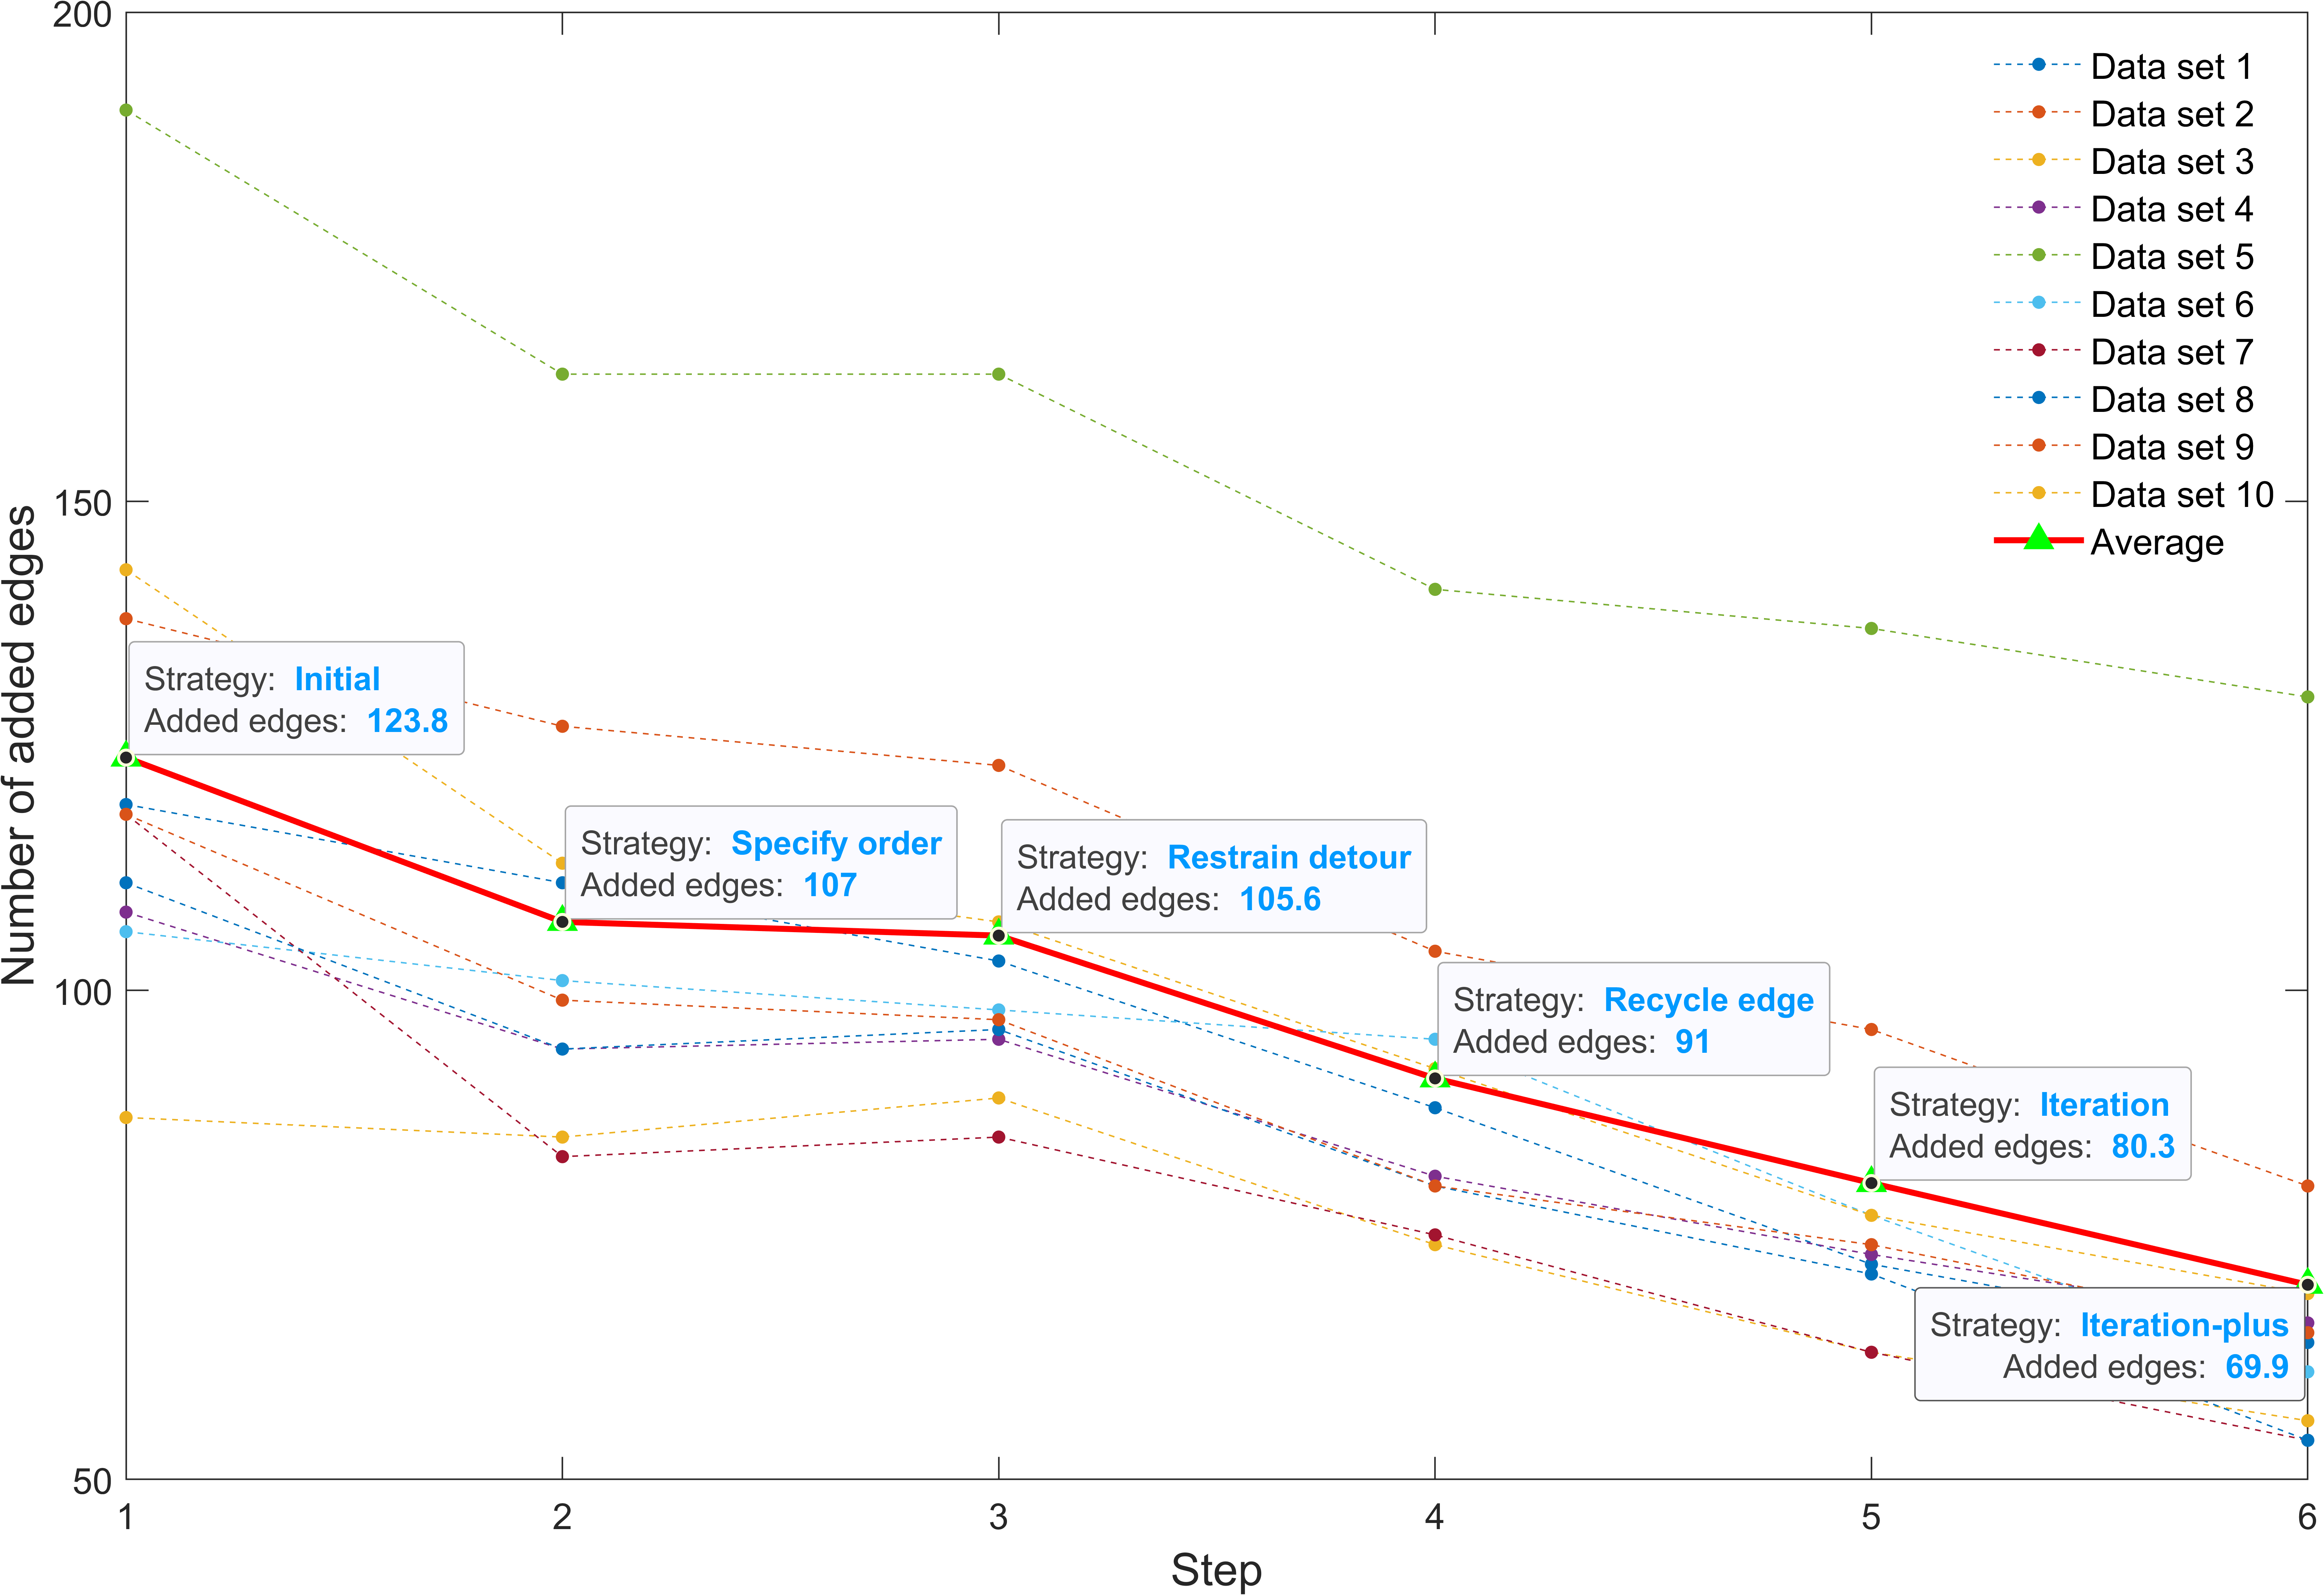 200
150
100
50
Number of added edges
1
2
3
4
5
6
Step
Data set 1
Data set 2
Data set 3
Data set 4
Data set 5
Data set 6
Data set 7
Data set 8
Data set 9
Data set 10
Average
Strategy: Initial
Added edges: 123.8
Strategy: Specify order
Added edges: 107
Strategy: Restrain detour
Added edges: 105.6
Strategy: Recycle edge
Added edges: 91
Strategy: Iteration
Added edges: 80.3
Strategy: Iteration-plus
Added edges: 69.9